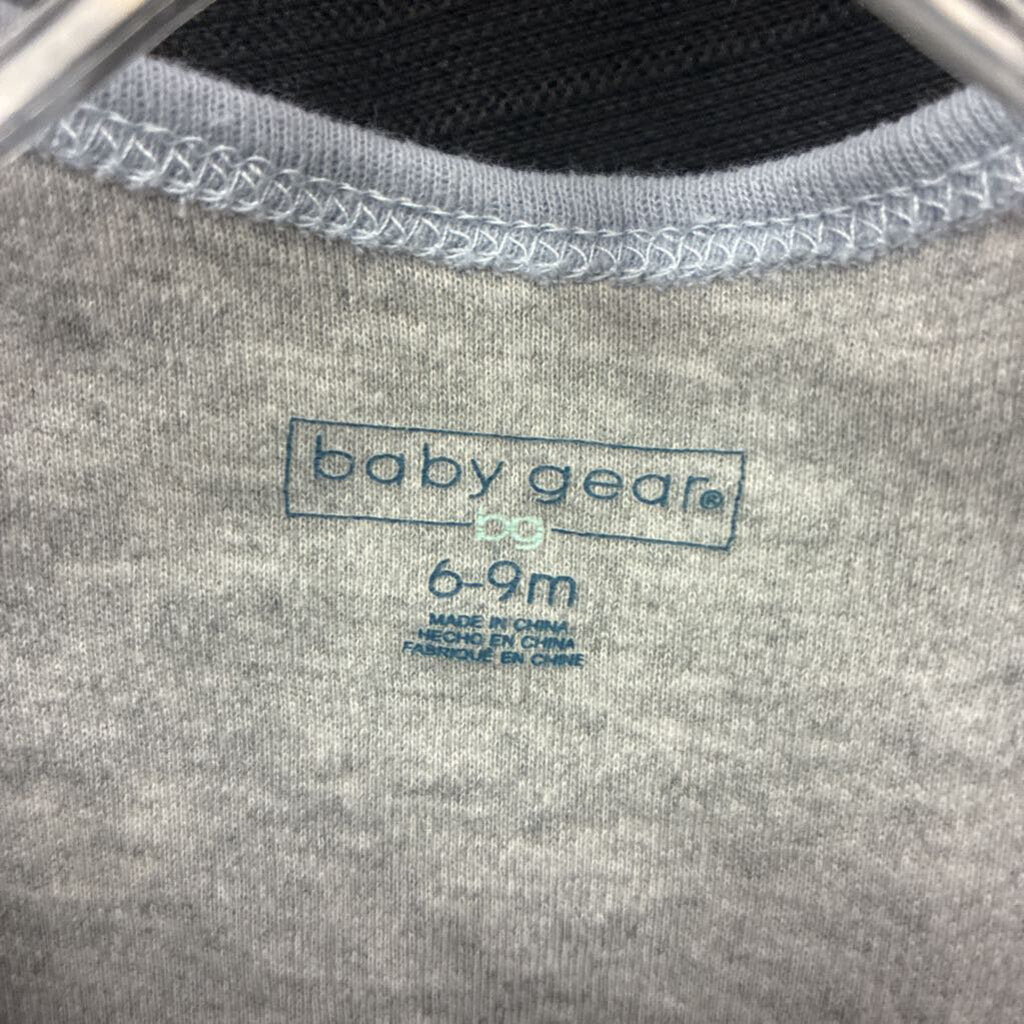 baby gear®
bg
6-9m
MADE IN CHINA
HECHO EN CHINA
FABRIQUÉ EN CHINE